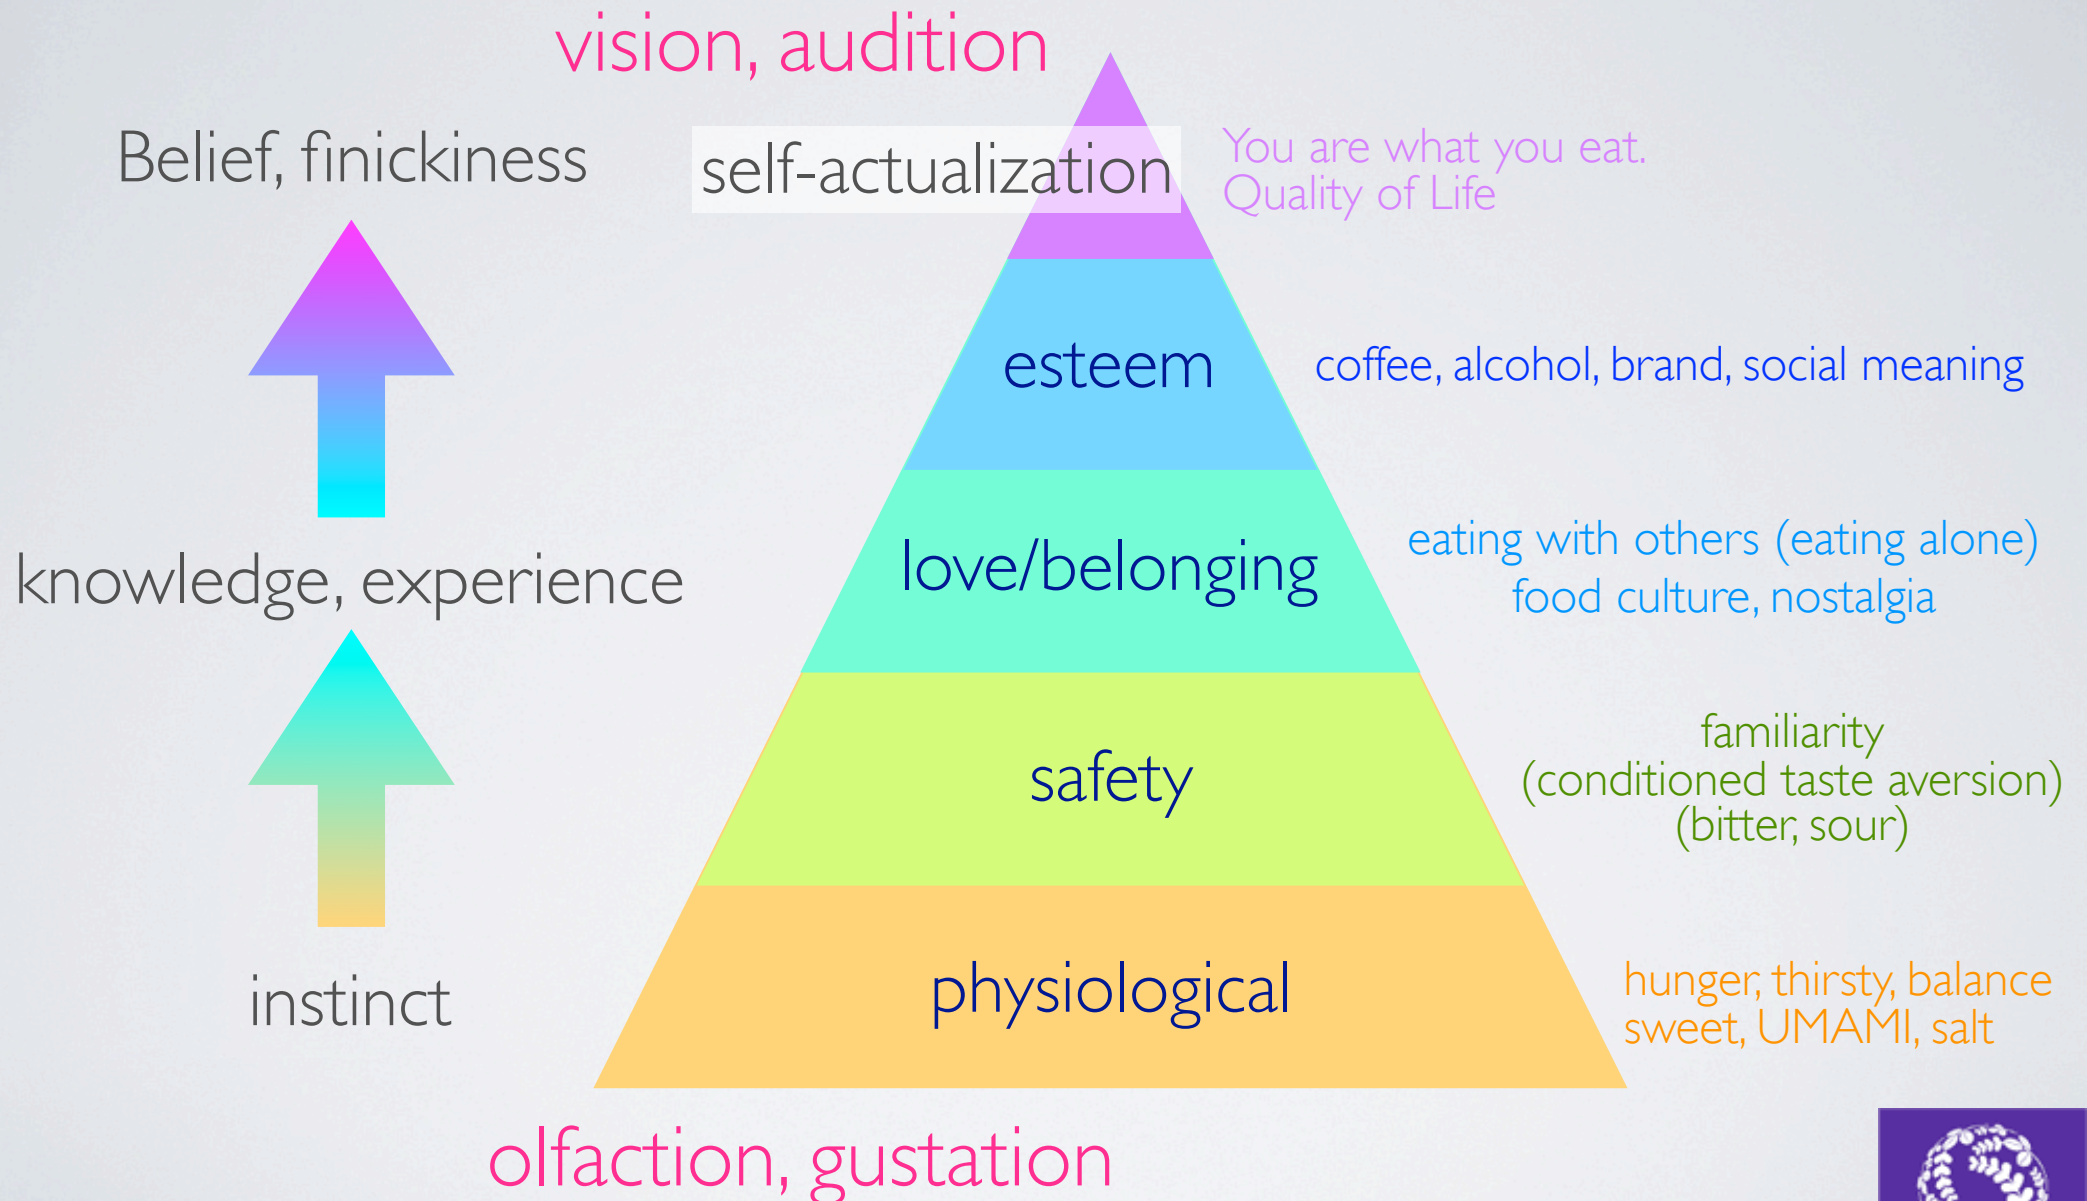 vision, audition
Belief, finickiness
self-actualization
You are what you eat.
Quality of Life
esteem
coffee, alcohol, brand, social meaning
knowledge, experience
love/belonging
eating with others (eating alone)
food culture, nostalgia
safety
familiarity
(conditioned taste aversion)
(bitter, sour)
instinct
physiological
hunger, thirsty, balance
sweet, UMAMI, salt
olfaction, gustation